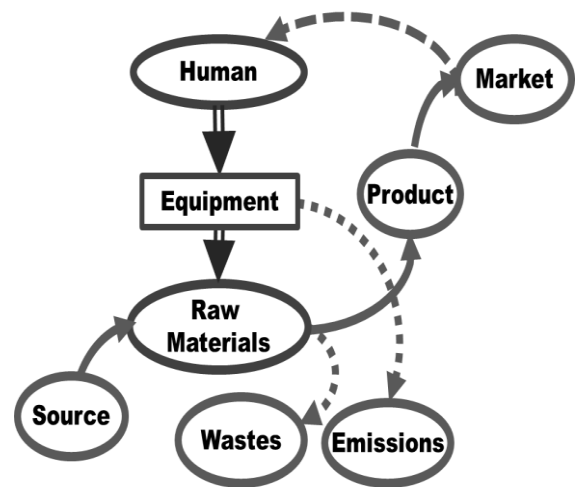 Human
Market
Equipment
Product
Raw
Materials
Source
Wastes
Emissions